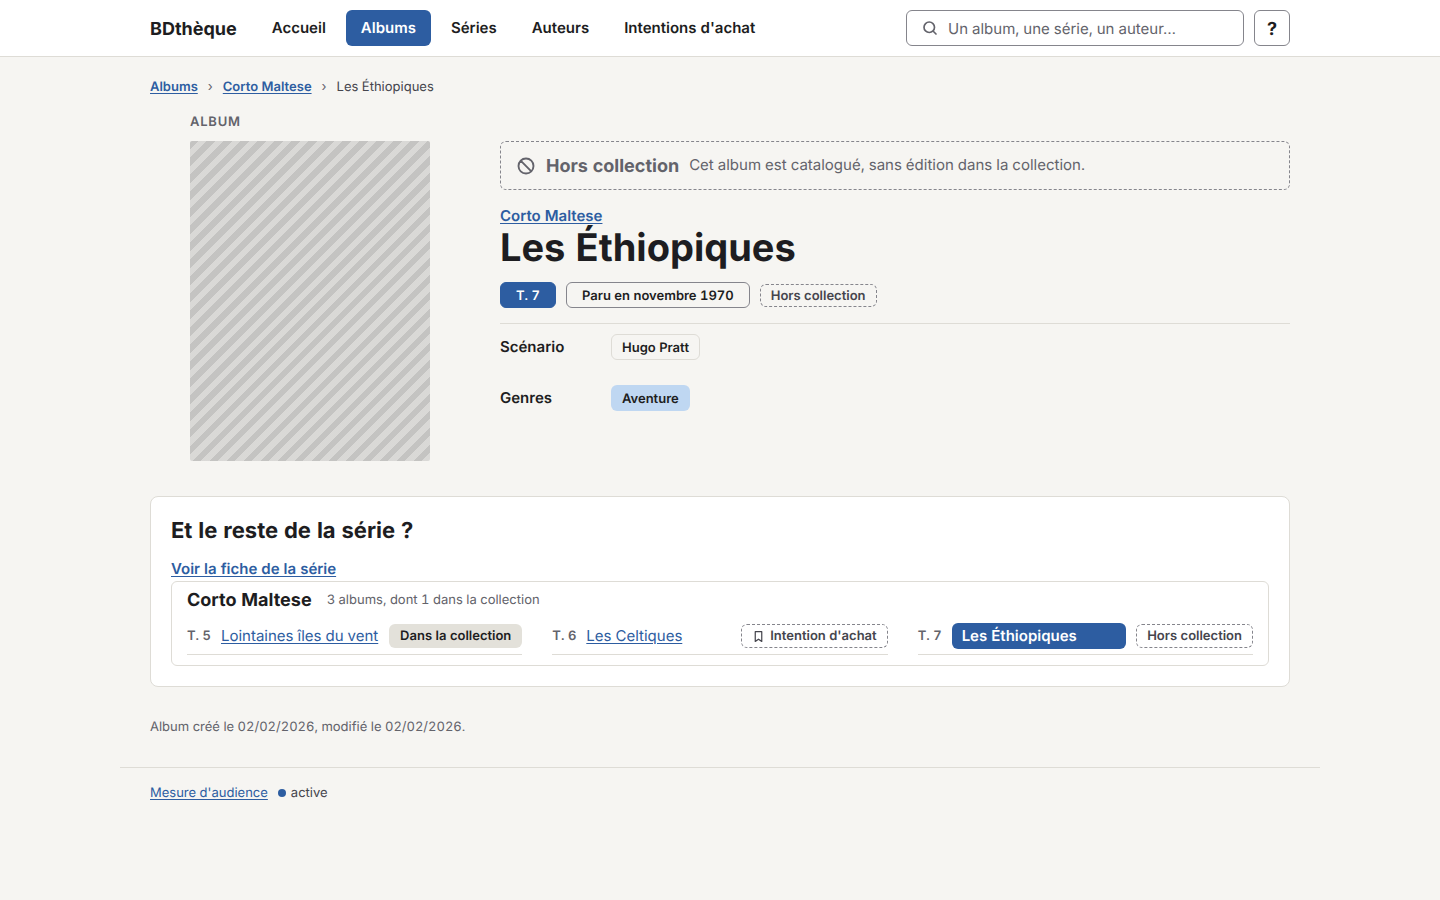 BDthèque Accueil Albums Séries Auteurs Intentions d'achat Un album, une série, un auteur... ?
Albums › Corto Maltese › Les Éthiopiques
ALBUM
Hors collection Cet album est catalogué, sans édition dans la collection.
Corto Maltese
Les Éthiopiques
T. 7 Paru en novembre 1970 Hors collection
Scénario Hugo Pratt
Genres Aventure
Et le reste de la série ?
Voir la fiche de la série
Corto Maltese 3 albums, dont 1 dans la collection
T. 5 Lointaines îles du vent Dans la collection T. 6 Les Celtiques Intention d'achat T. 7 Les Éthiopiques Hors collection
Album créé le 02/02/2026, modifié le 02/02/2026.
Mesure d'audience active